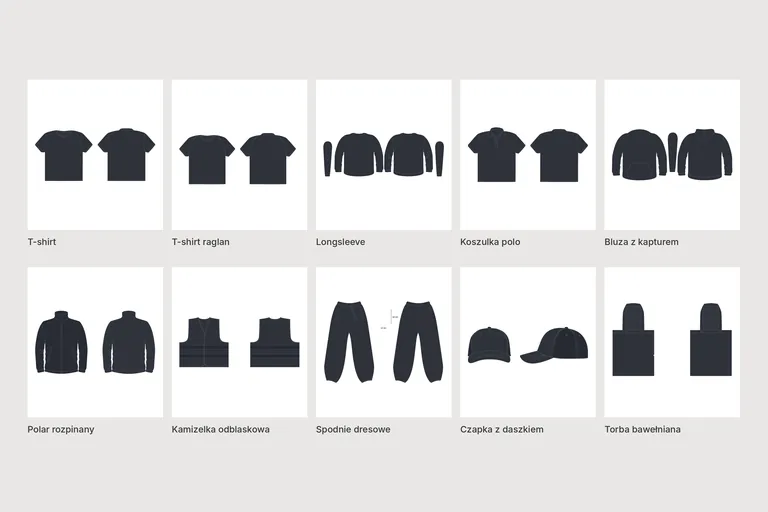 T-shirt
T-shirt raglan
Longsleeve
Koszulka polo
Bluza z kapturem
Polar rozpinany
Kamizelka odblaskowa
Spodnie dresowe
Czapka z daszkiem
Torba bawełniana